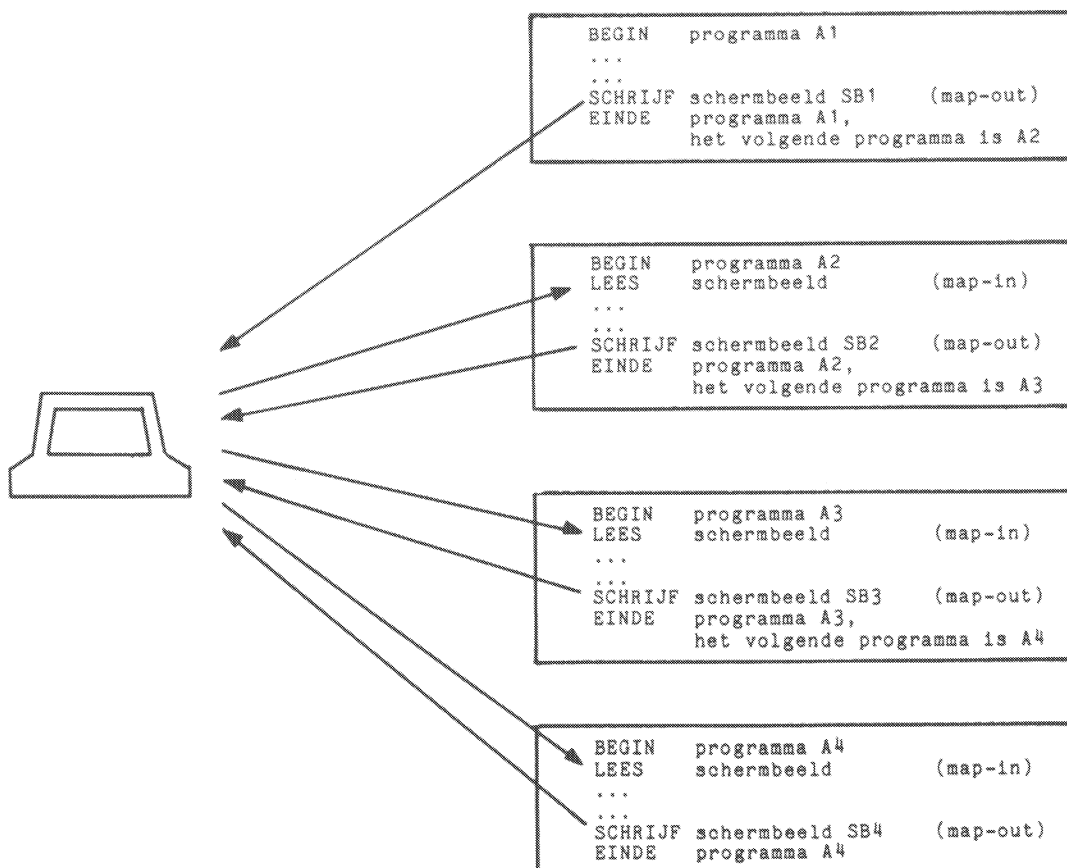 BEGIN programma A1
...
...
SCHRIJF schermbeeld SB1 (map-out)
EINDE programma A1,
het volgende programma is A2
BEGIN programma A2
LEES schermbeeld (map-in)
...
...
SCHRIJF schermbeeld SB2 (map-out)
EINDE programma A2,
het volgende programma is A3
BEGIN programma A3
LEES schermbeeld (map-in)
...
...
SCHRIJF schermbeeld SB3 (map-out)
EINDE programma A3,
het volgende programma is A4
BEGIN programma A4
LEES schermbeeld (map-in)
...
...
SCHRIJF schermbeeld SB4 (map-out)
EINDE programma A4